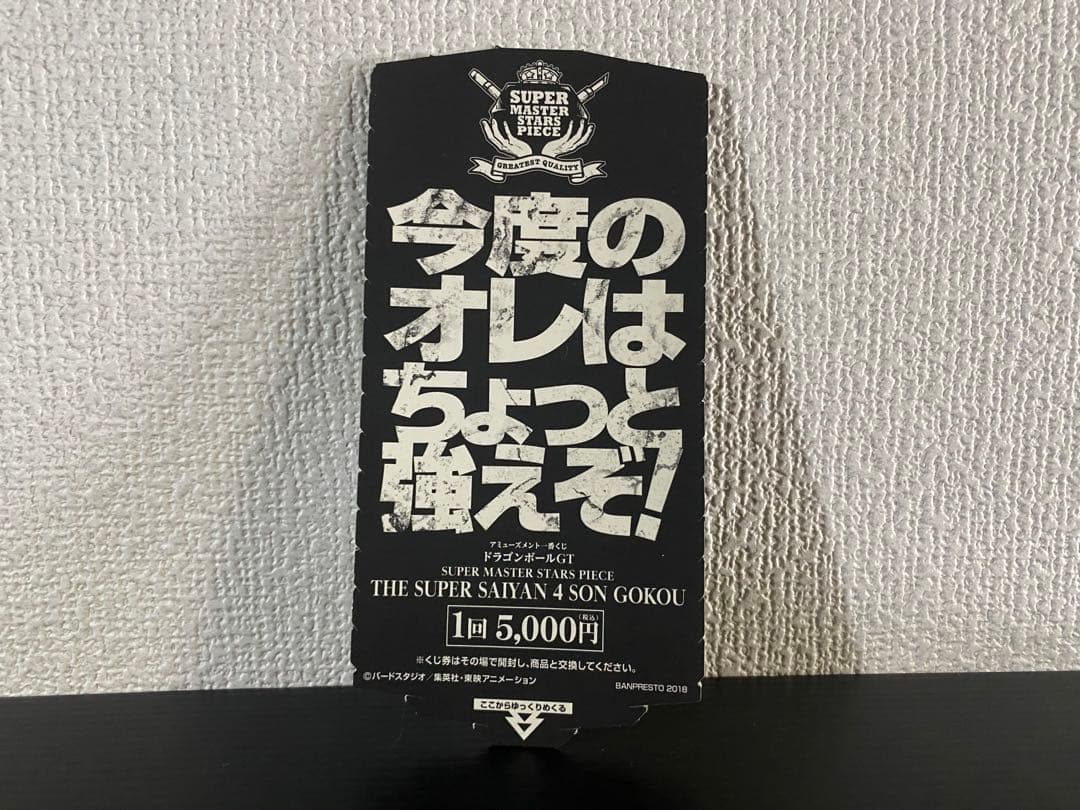 SUPER
MASTER
STARS
PIECE
GREATEST QUALITY
今度の
オレは
ちょっと
強えぞ!
アミューズメント一番くじ
ドラゴンボールGT
SUPER MASTER STARS PIECE
THE SUPER SAIYAN 4 SON GOKOU
1回 5,000円(税込)
※くじ券はその場で開封し、商品と交換してください。
©バードスタジオ/集英社・東映アニメーション
BANPRESTO 2018
ここからゆっくりめくる